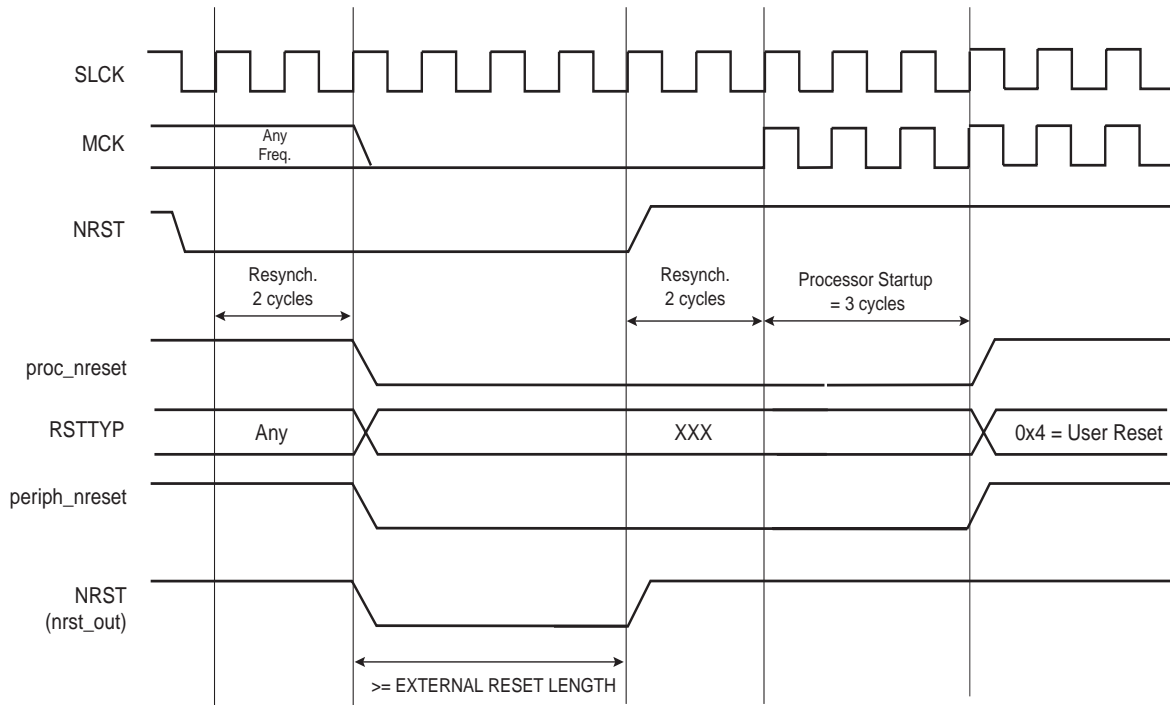 SLCK
MCK
Any
Freq.
NRST
Resynch.
2 cycles
Resynch.
2 cycles
Processor Startup
= 3 cycles
proc_nreset
RSTTYP
Any
XXX
0x4 = User Reset
periph_nreset
NRST
(nrst_out)
>= EXTERNAL RESET LENGTH